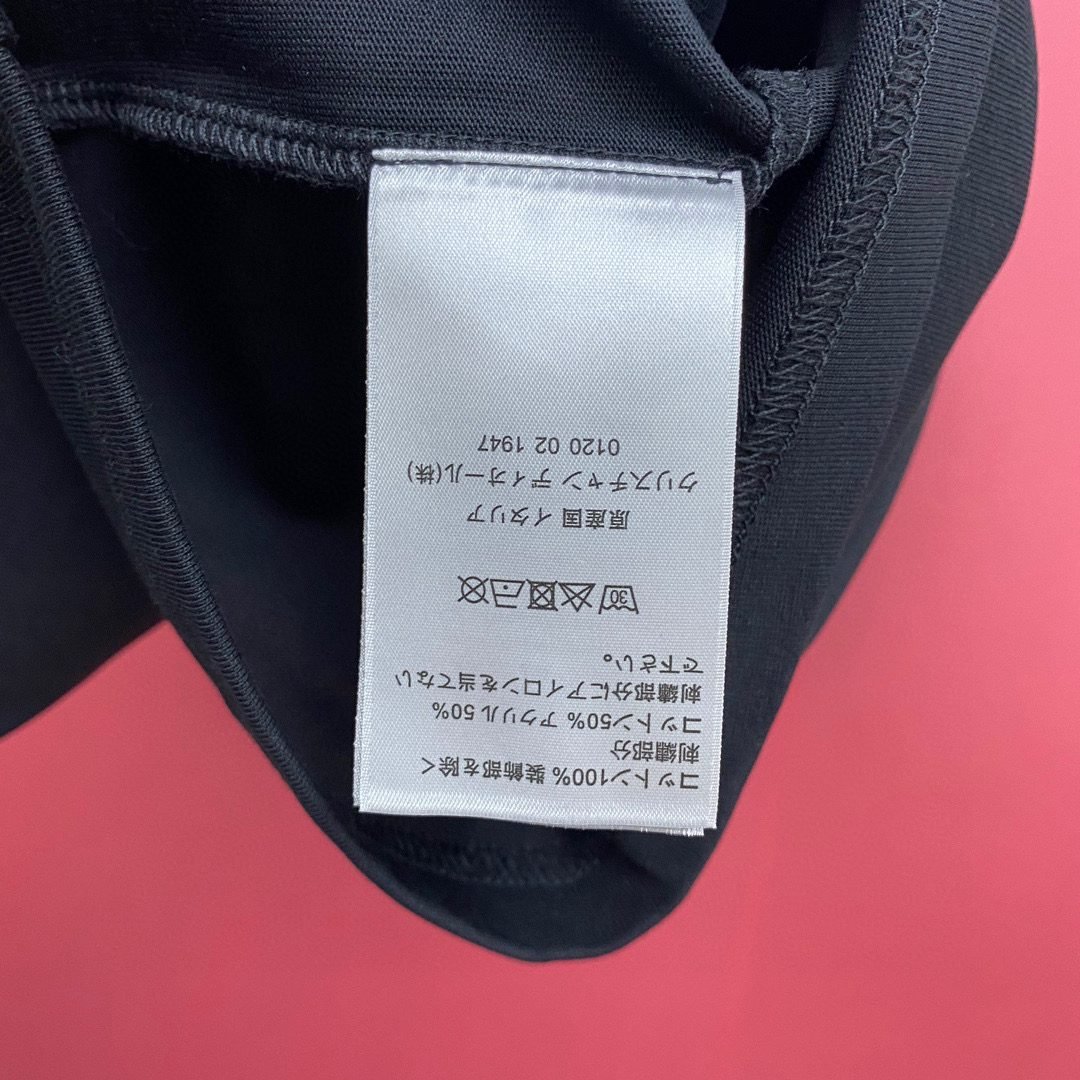 コットン100% 装飾部を除く
刺繍部分
コットン50% アクリル50%
刺繍部分にアイロンを当てない
で下さい。
30
原産国 イタリア
クリスチャン ディオール(株)
0120 02 1947